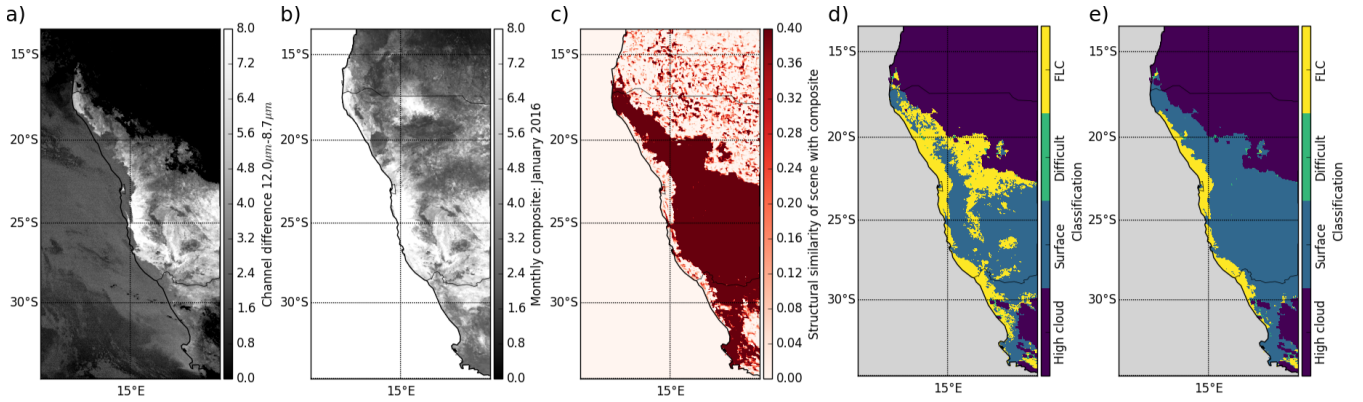 a)
15°S
20°S
25°S
30°S
15°E
8.0
7.2
6.4
5.6
4.8
4.0
3.2
2.4
1.6
0.8
0.0
Channel difference 12.0μm-8.7μm
b)
15°S
20°S
25°S
30°S
15°E
8.0
7.2
6.4
5.6
4.8
4.0
3.2
2.4
1.6
0.8
0.0
Monthly composite: January 2016
c)
15°S
20°S
25°S
30°S
15°E
0.40
0.36
0.32
0.28
0.24
0.20
0.16
0.12
0.08
0.04
0.00
Structural similarity of scene with composite
d)
15°S
20°S
25°S
30°S
15°E
FLC
Difficult
Surface
High cloud
Classification
e)
15°S
20°S
25°S
30°S
15°E
FLC
Difficult
Surface
High cloud
Classification